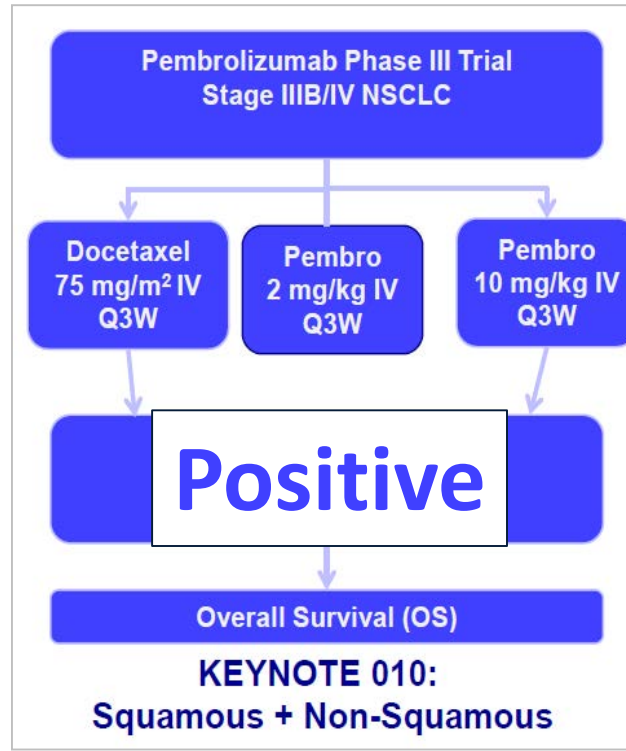 Pembrolizumab Phase III Trial
Stage IIIB/IV NSCLC
Docetaxel
75 mg/m² IV
Q3W
Pembro
2 mg/kg IV
Q3W
Pembro
10 mg/kg IV
Q3W
Positive
Overall Survival (OS)
KEYNOTE 010:
Squamous + Non-Squamous